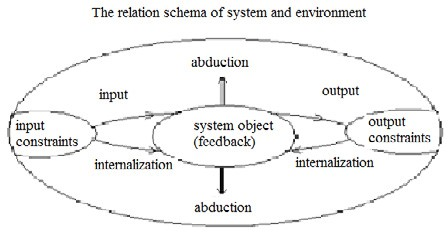 The relation schema of system and environment
abduction
input
output
input
constraints
system object
(feedback)
output
constraints
internalization
internalization
abduction